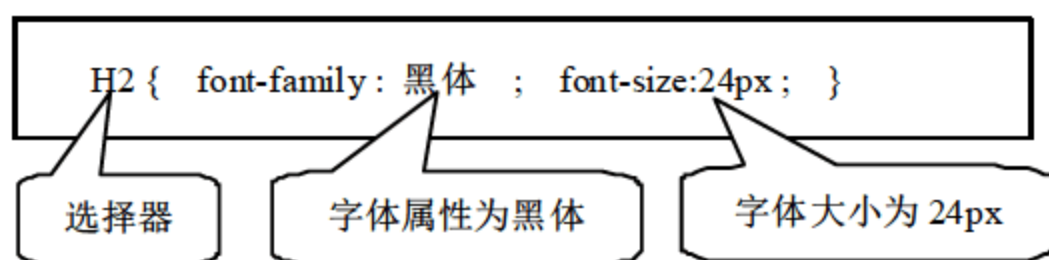 H2 { font-family : 黑体 ; font-size:24px ; }
选择器
字体属性为黑体
字体大小为 24px